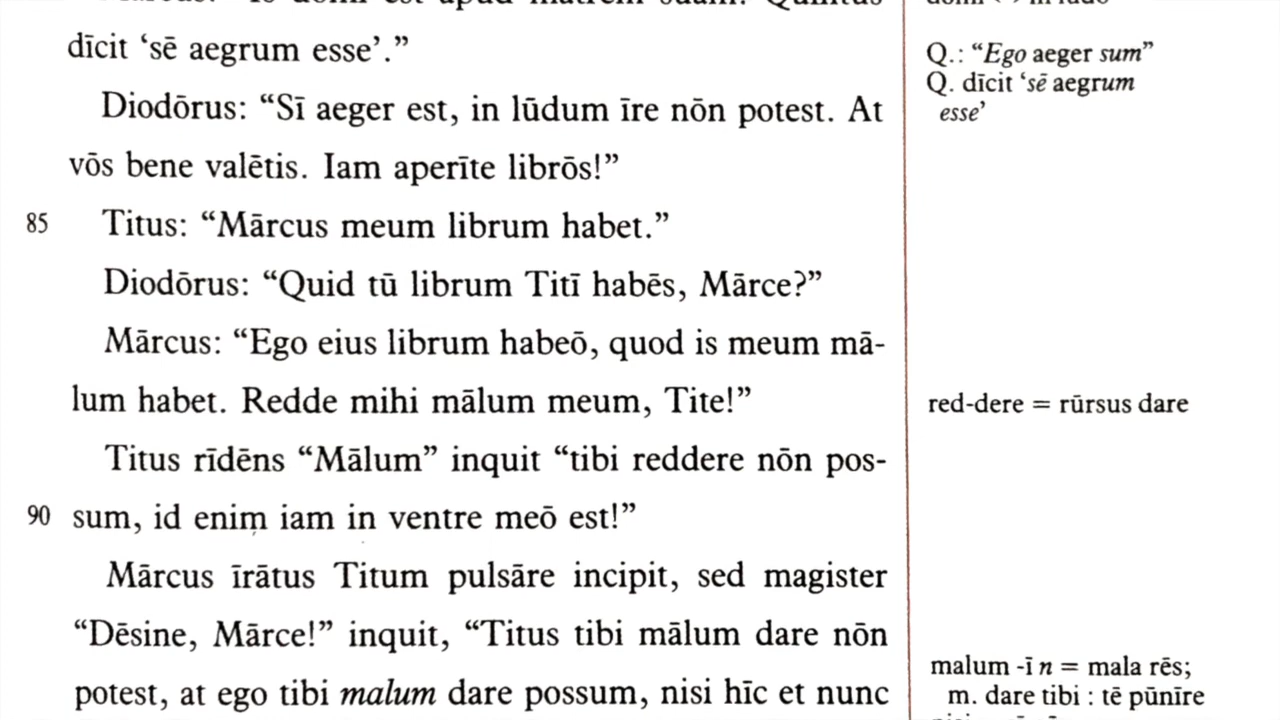 dīcit ‘sē aegrum esse’.”
Diodōrus: “Sī aeger est, in lūdum īre nōn potest. At
vōs bene valētis. Iam aperīte librōs!”
85 Titus: “Mārcus meum librum habet.”
Diodōrus: “Quid tū librum Titī habēs, Mārce?”
Mārcus: “Ego eius librum habeō, quod is meum mā-
lum habet. Redde mihi mālum meum, Tite!”
Titus rīdēns “Mālum” inquit “tibi reddere nōn pos-
90 sum, id enim iam in ventre meō est!”
Mārcus īrātus Titum pulsāre incipit, sed magister
“Dēsine, Mārce!” inquit, “Titus tibi mālum dare nōn
potest, at ego tibi malum dare possum, nisi hīc et nunc
Q.: “Ego aeger sum”
Q. dīcit ‘sē aegrum
esse’
red-dere = rūrsus dare
malum -ī n = mala rēs;
m. dare tibi : tē pūnīre